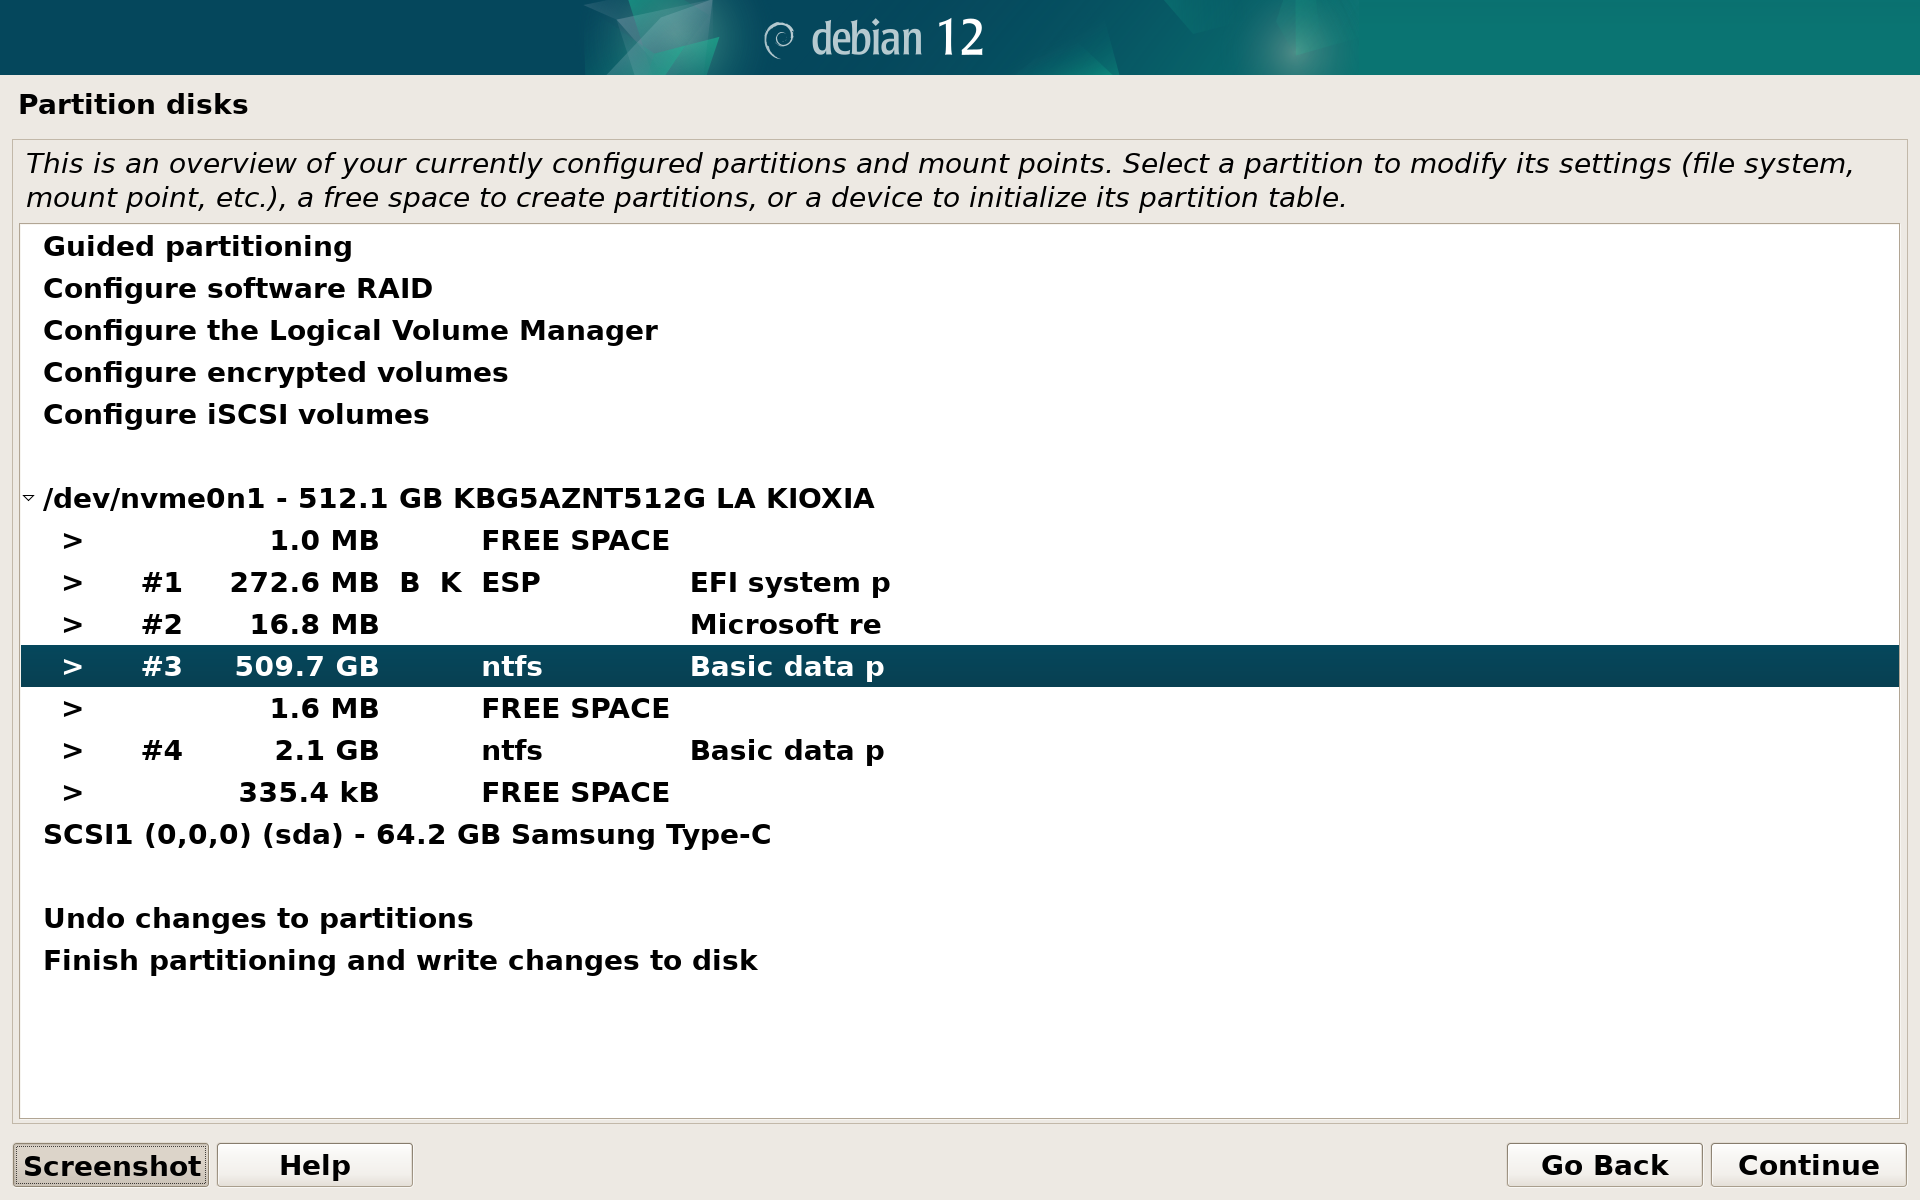 debian 12
Partition disks
This is an overview of your currently configured partitions and mount points. Select a partition to modify its settings (file system,
mount point, etc.), a free space to create partitions, or a device to initialize its partition table.
Guided partitioning
Configure software RAID
Configure the Logical Volume Manager
Configure encrypted volumes
Configure iSCSI volumes
/dev/nvme0n1 - 512.1 GB KBG5AZNT512G LA KIOXIA
> 1.0 MB FREE SPACE
> #1 272.6 MB B K ESP EFI system p
> #2 16.8 MB Microsoft re
> #3 509.7 GB ntfs Basic data p
> 1.6 MB FREE SPACE
> #4 2.1 GB ntfs Basic data p
> 335.4 kB FREE SPACE
SCSI1 (0,0,0) (sda) - 64.2 GB Samsung Type-C
Undo changes to partitions
Finish partitioning and write changes to disk
Screenshot Help Go Back Continue